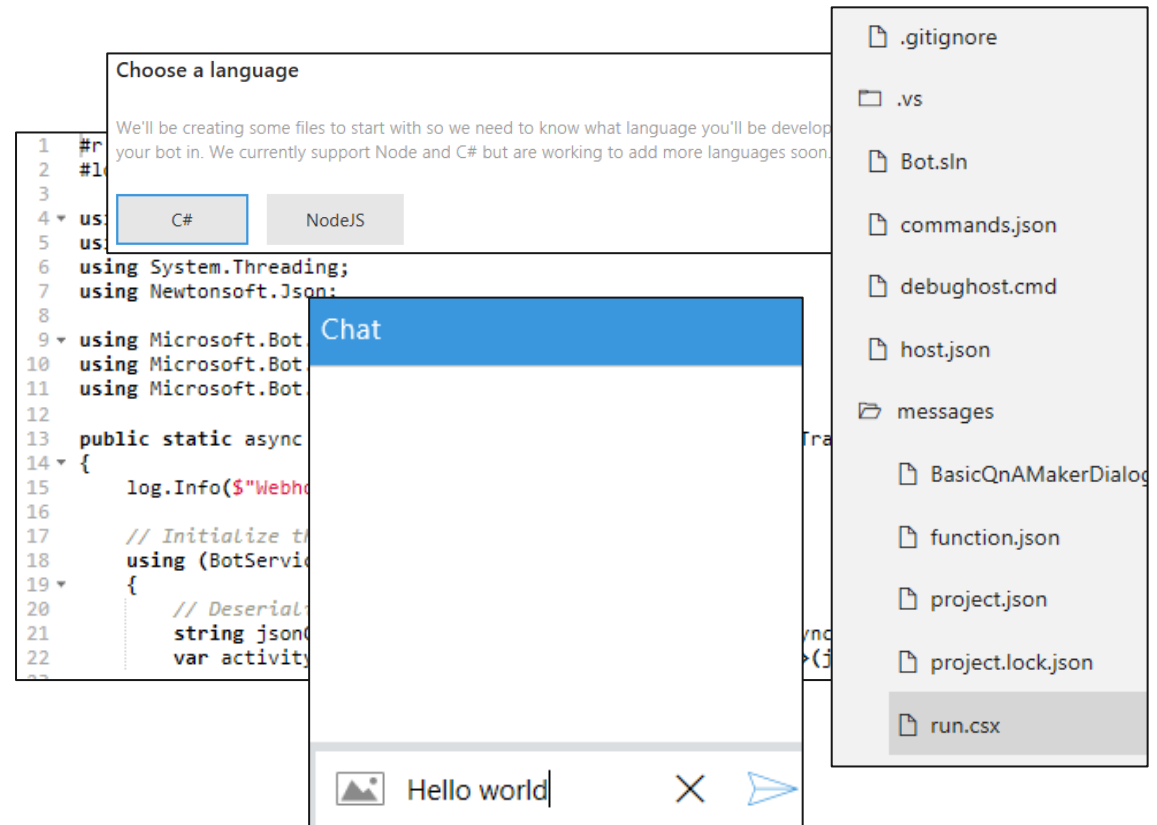 Choose a language
We'll be creating some files to start with so we need to know what language you'll be develop
your bot in. We currently support Node and C# but are working to add more languages soon.
C#
NodeJS
1 #r
2
3
4
5
6 using System.Threading;
7 using Newtonsoft.Json;
8
9 using Microsoft.Bot.
10 using Microsoft.Bot.
11 using Microsoft.Bot.
12
13 public static async
14 {
15 log.Info($"Webho
16
17 // Initialize th
18 using (BotServic
19 {
20 // Deseriali
21 string json
22 var activity
Chat
Hello world
.gitignore
.vs
Bot.sln
commands.json
debughost.cmd
host.json
messages
BasicQnAMakerDialog
function.json
project.json
project.lock.json
run.csx